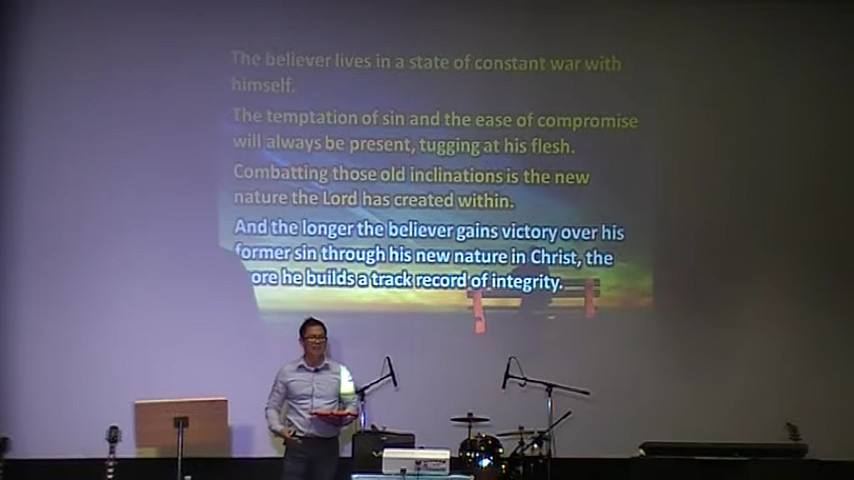 The believer lives in a state of constant war with
himself.
The temptation of sin and the ease of compromise
will always be present, tugging at his flesh.
Combatting those old inclinations is the new
nature the Lord has created within.
And the longer the believer gains victory over his
former sin through his new nature in Christ, the
ore he builds a track record of integrity.